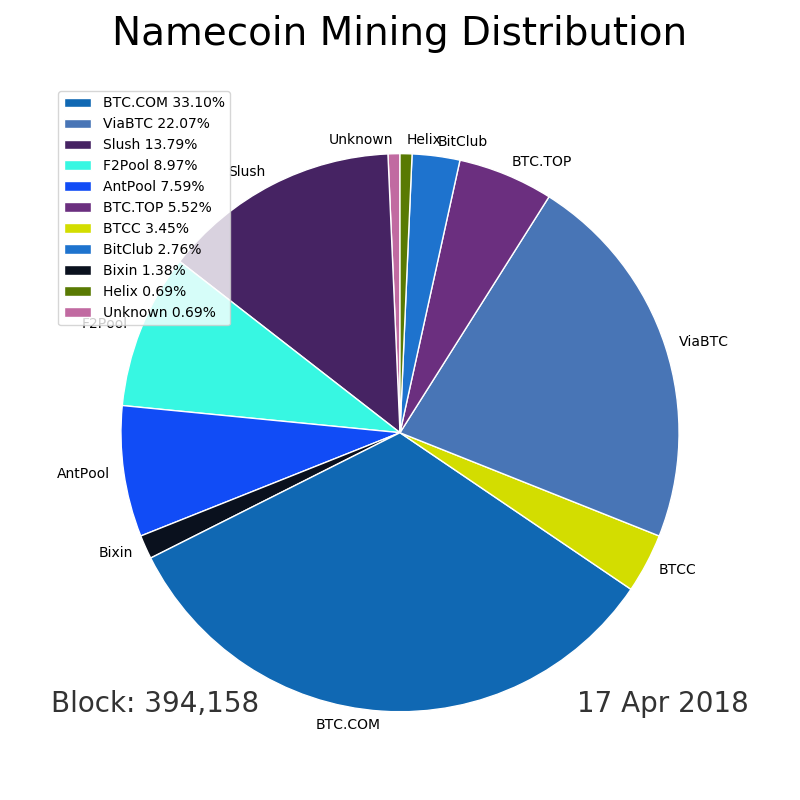 Namecoin Mining Distribution
BTC.COM 33.10%
ViaBTC 22.07%
Slush 13.79%
F2Pool 8.97%
AntPool 7.59%
BTC.TOP 5.52%
BTCC 3.45%
BitClub 2.76%
Bixin 1.38%
Helix 0.69%
Unknown 0.69%
Unknown
Helix
BitClub
BTC.TOP
Slush
F2Pool
ViaBTC
AntPool
Bixin
BTCC
BTC.COM
Block: 394,158
17 Apr 2018